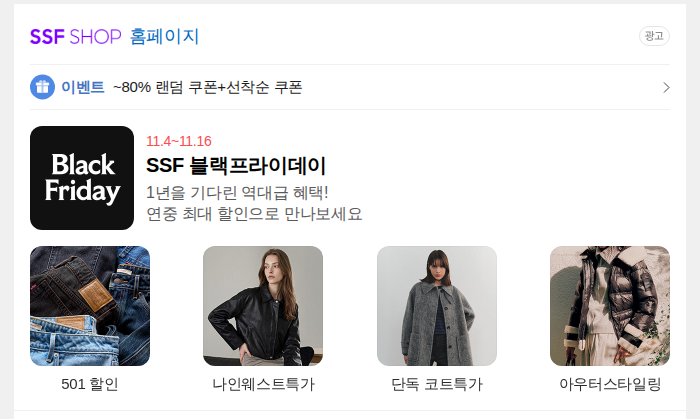 SSF SHOP 홈페이지
광고
이벤트 ~80% 랜덤 쿠폰+선착순 쿠폰
Black
Friday
11.4~11.16
SSF 블랙프라이데이
1년을 기다린 역대급 혜택!
연중 최대 할인으로 만나보세요
501 할인
나인웨스트특가
단독 코트특가
아우터스타일링